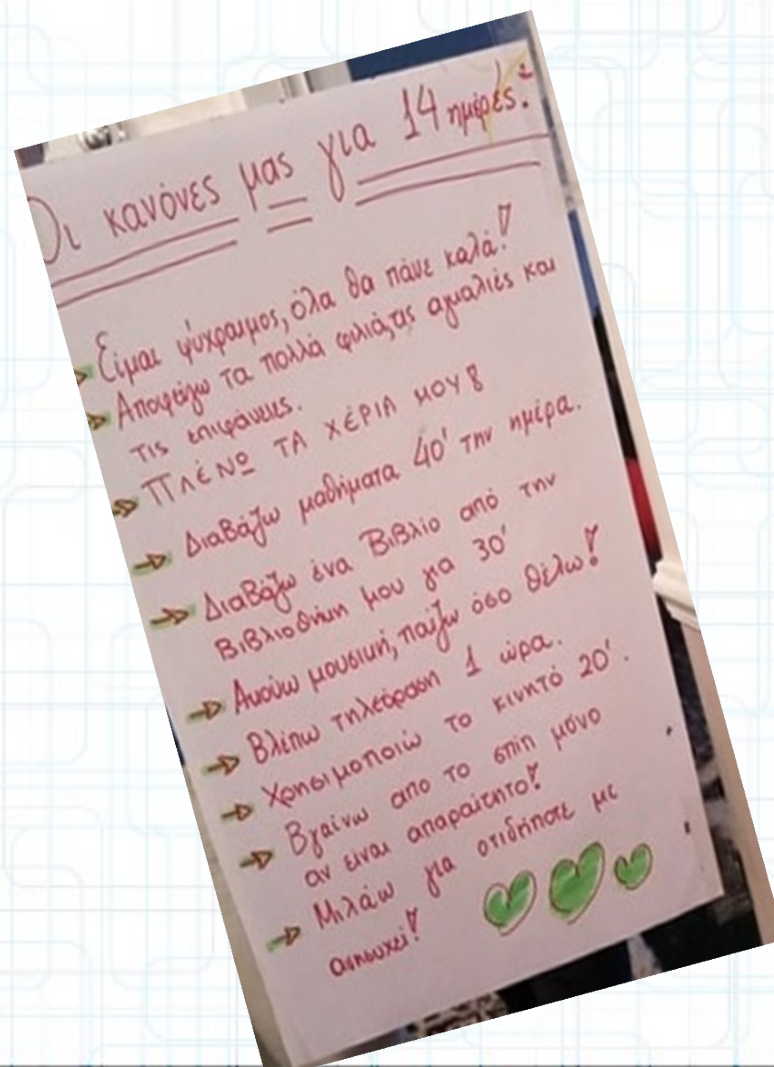 Οι κανόνες μας για 14 ημέρες:
Είμαι ψύχραιμος, όλα θα πάνε καλά!
Αποφεύγω τα πολλά φιλιά, τις αγκαλιές και
τις επιφάνειες.
ΠΛΈΝΩ ΤΑ ΧΈΡΙΑ ΜΟΥ!
Διαβάζω μαθήματα 40' την ημέρα.
Διαβάζω ένα βιβλίο από την
βιβλιοθήκη μου για 30'
Ακούω μουσική, παίζω όσο θέλω!
Βλέπω τηλεόραση 1 ώρα.
Χρησιμοποιώ το κινητό 20'.
Βγαίνω απο το σπίτι μόνο
αν είναι απαραίτητο!
Μιλάω για οτιδήποτε με
ανησυχεί!